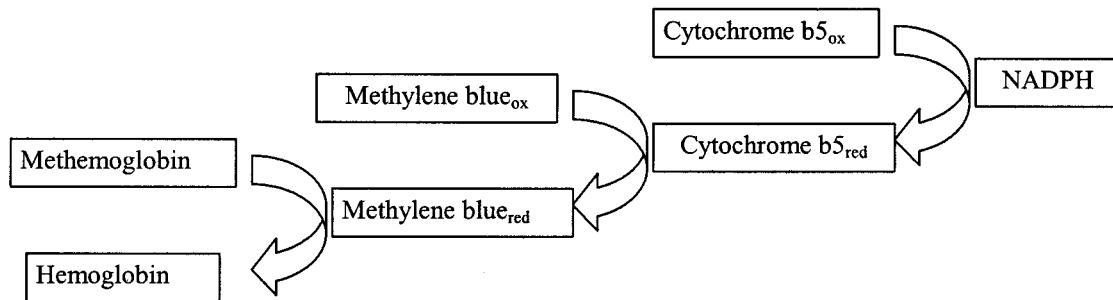 Cytochrome b5ox
NADPH
Methylene blueox
Cytochrome b5red
Methemoglobin
Methylene bluered
Hemoglobin